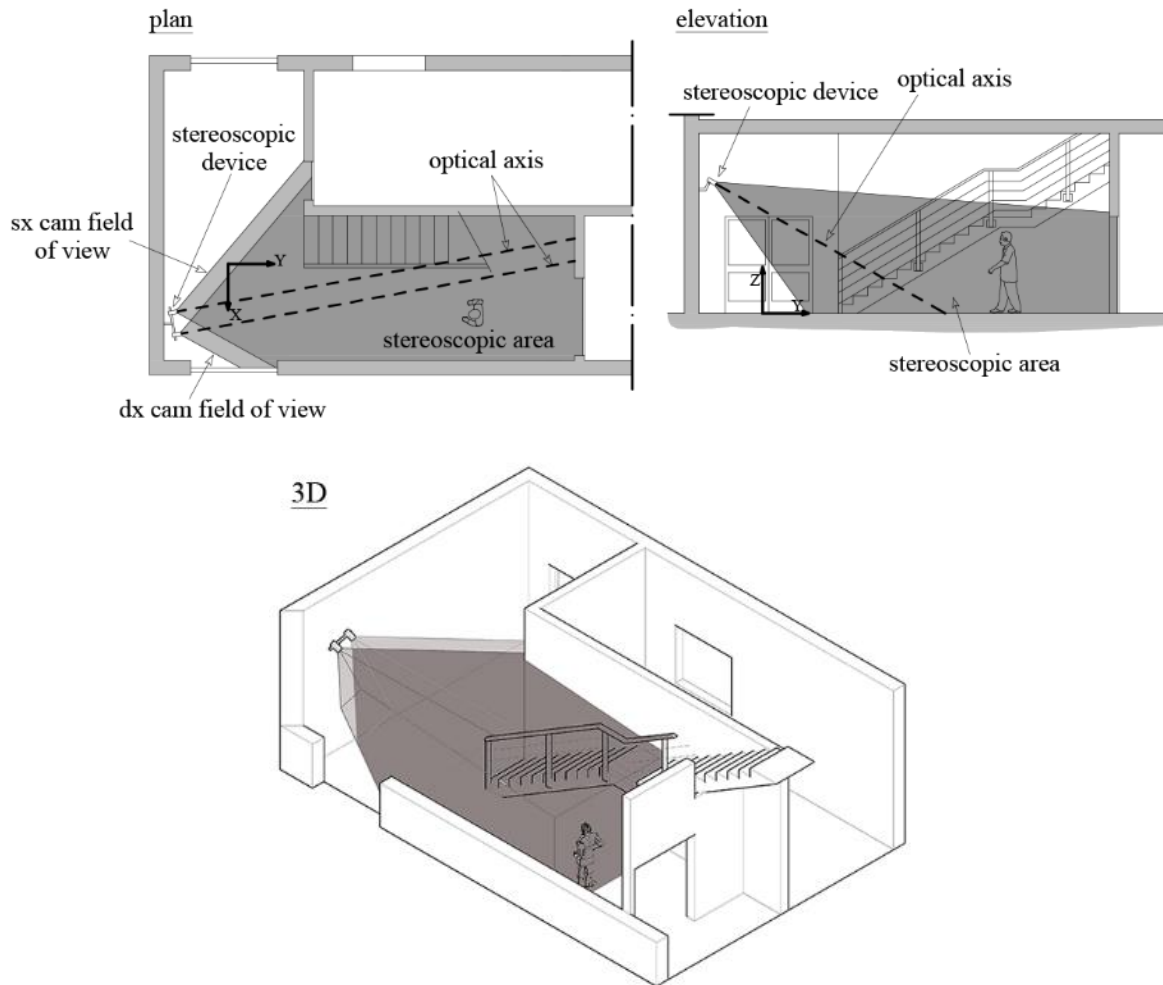 plan
stereoscopic
device
optical axis
sx cam field
of view
Y
X
stereoscopic area
dx cam field of view
elevation
optical axis
stereoscopic device
Z
Y
stereoscopic area
3D